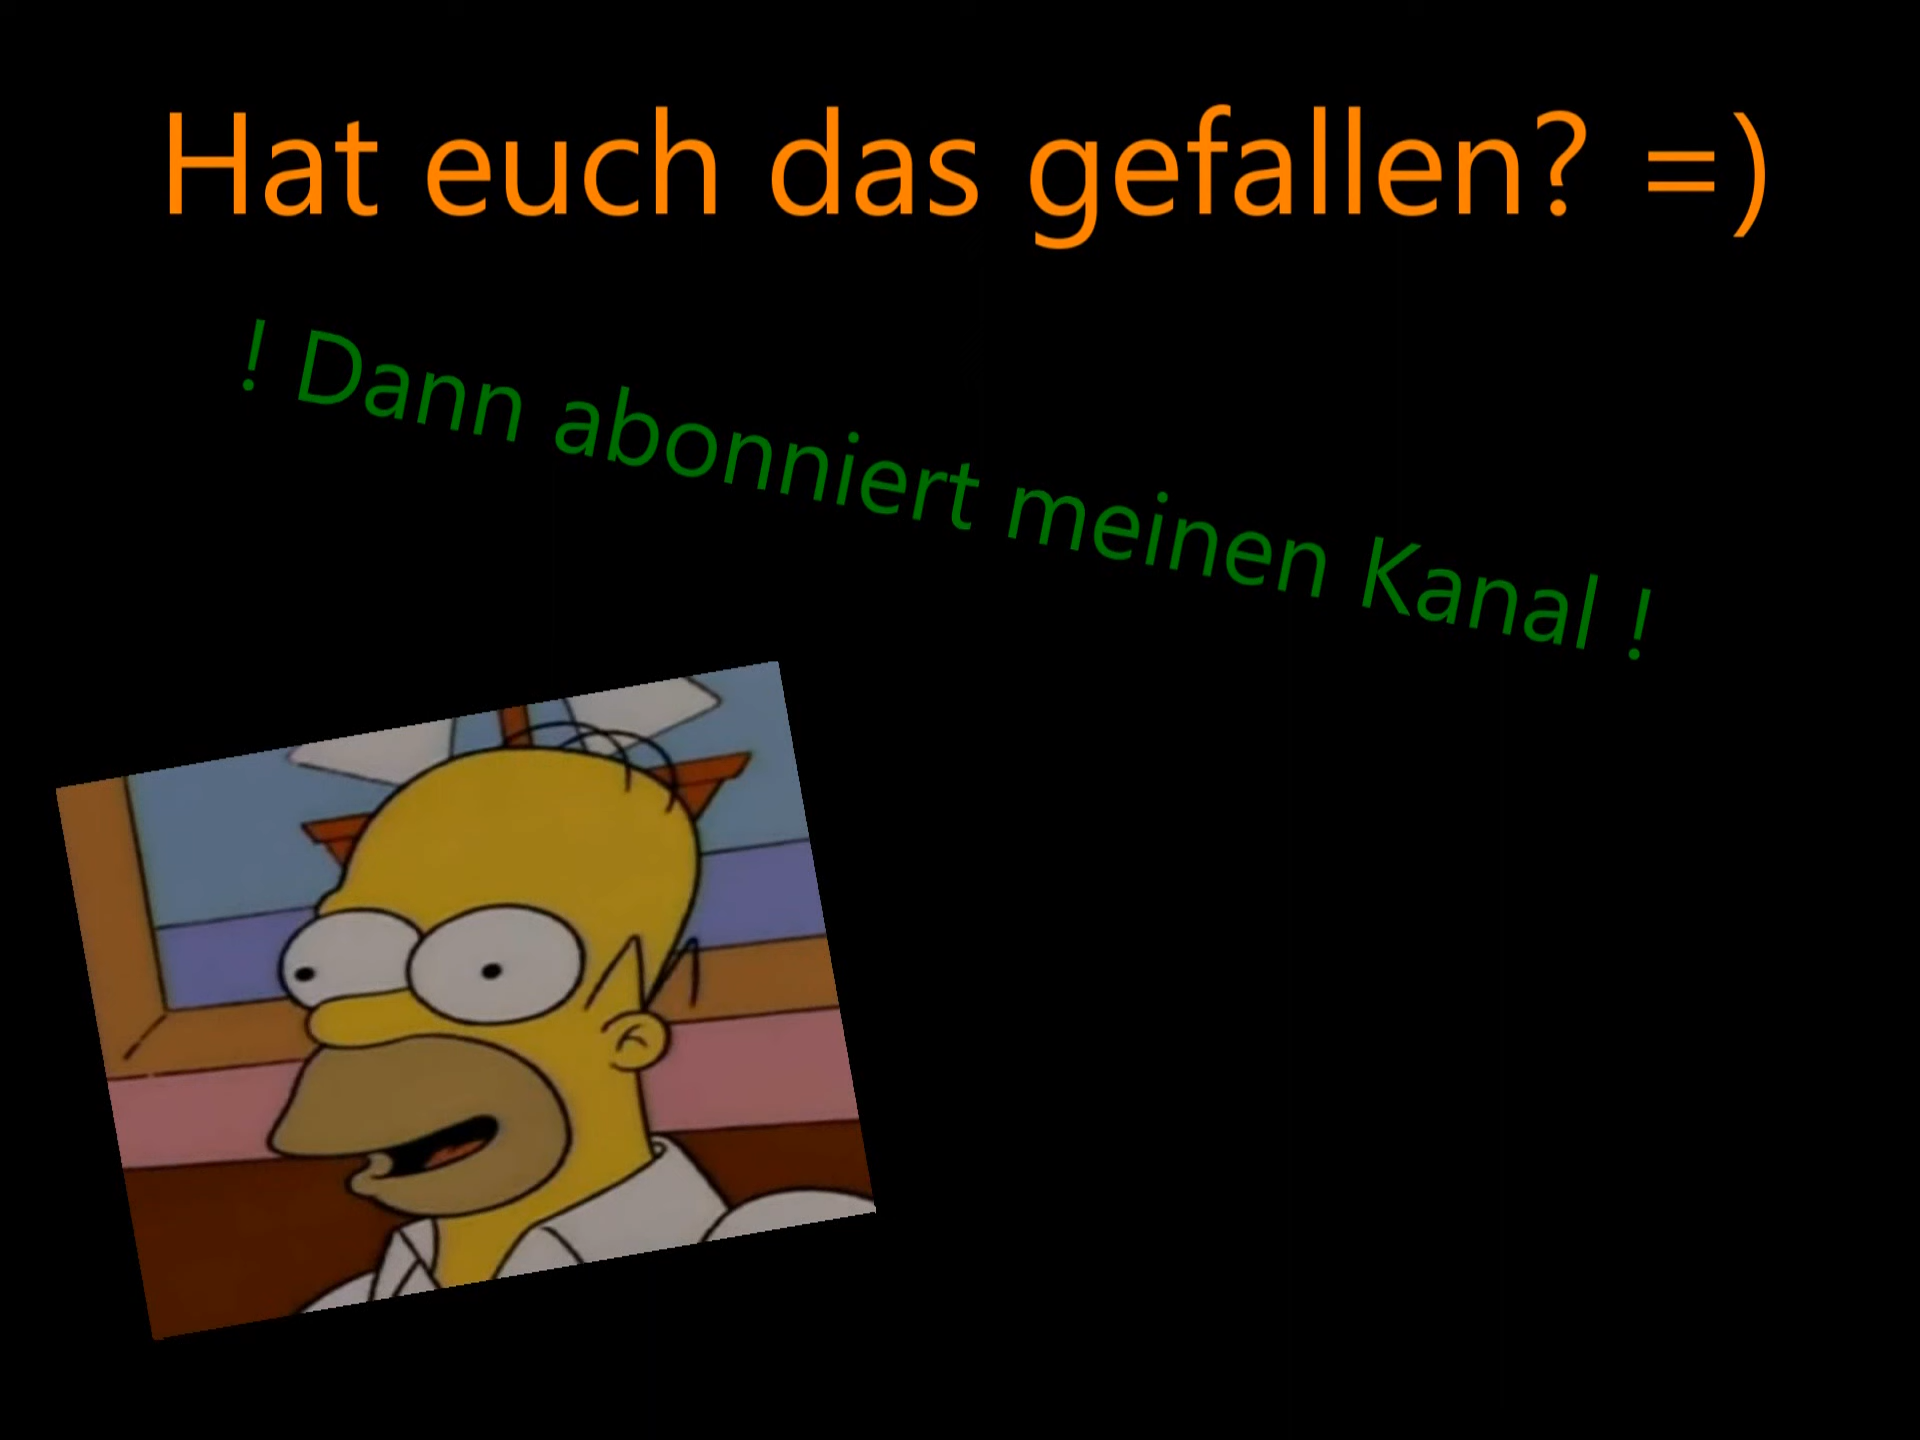 Hat euch das gefallen? =)
! Dann abonniert meinen Kanal !